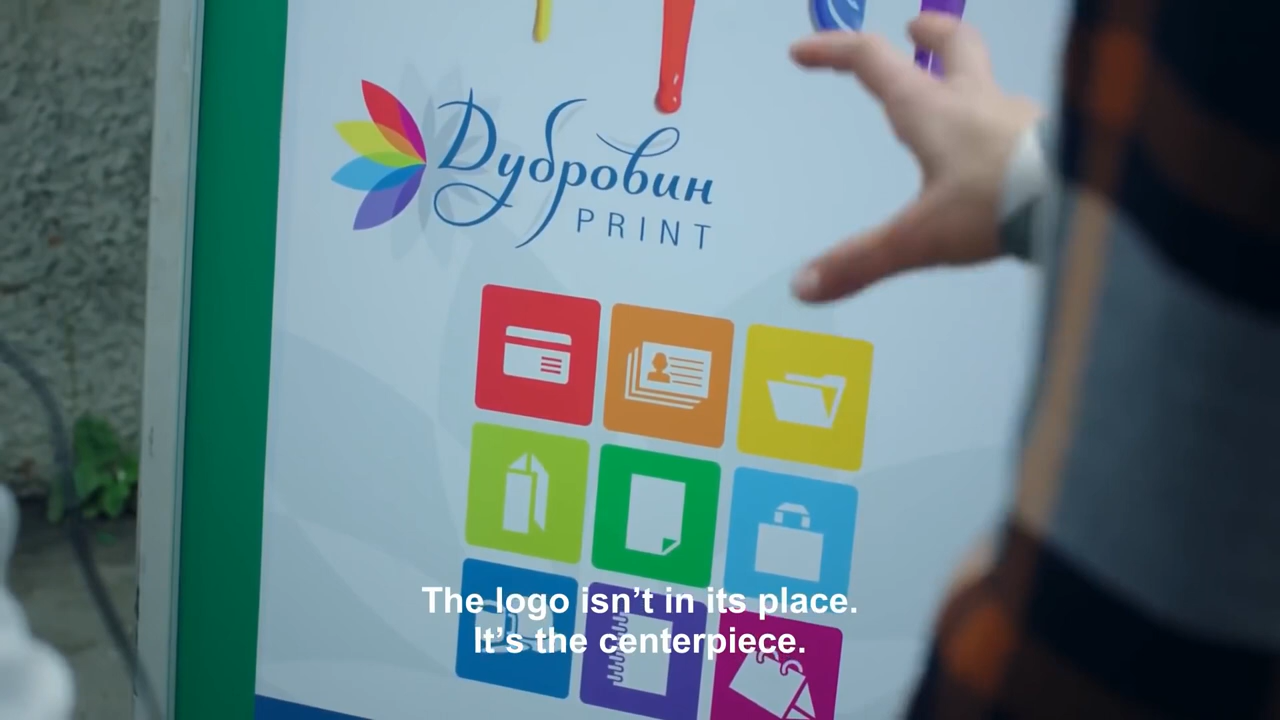 Дубровин
PRINT
The logo isn’t in its place.
It’s the centerpiece.